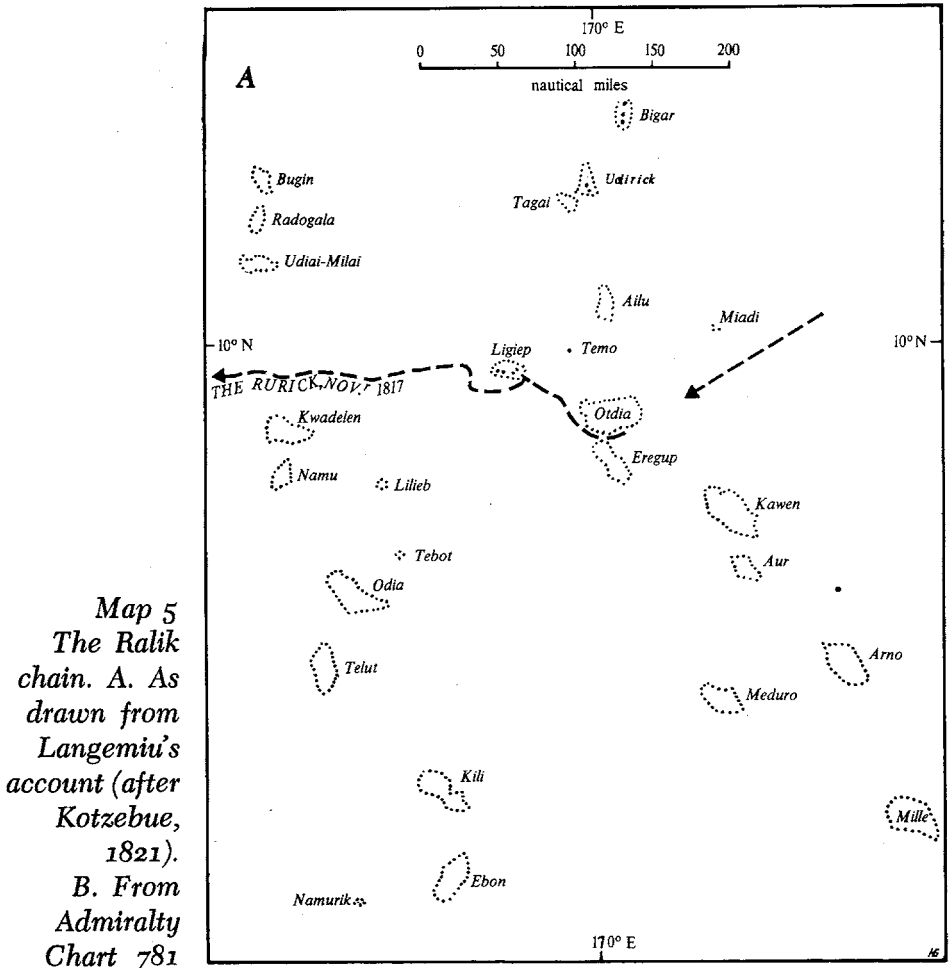 170° E
0 50 100 150 200
nautical miles
A
Bigar
Bugin
Udirick
Tagai
Radogala
Udiai-Milai
Ailu
Miadi
10° N
10° N
Ligiep
Temo
THE RURICK, NOV.r 1817
Otdia
Kwadelen
Eregup
Namu
Lilieb
Kawen
Tebot
Aur
Odia
Arno
Telut
Meduro
Kili
Mille
Ebon
Namurik
170° E
Map 5
The Ralik
chain. A. As
drawn from
Langemiu's
account (after
Kotzebue,
1821).
B. From
Admiralty
Chart 781